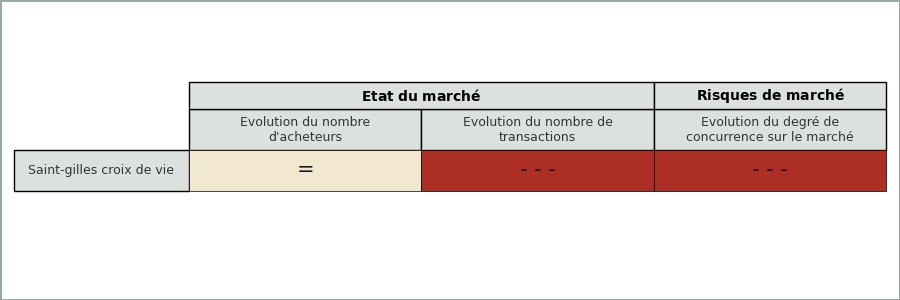 Etat du marché
Risques de marché
Evolution du nombre
d'acheteurs
Evolution du nombre de
transactions
Evolution du degré de
concurrence sur le marché
Saint-gilles croix de vie
=
- - -
- - -